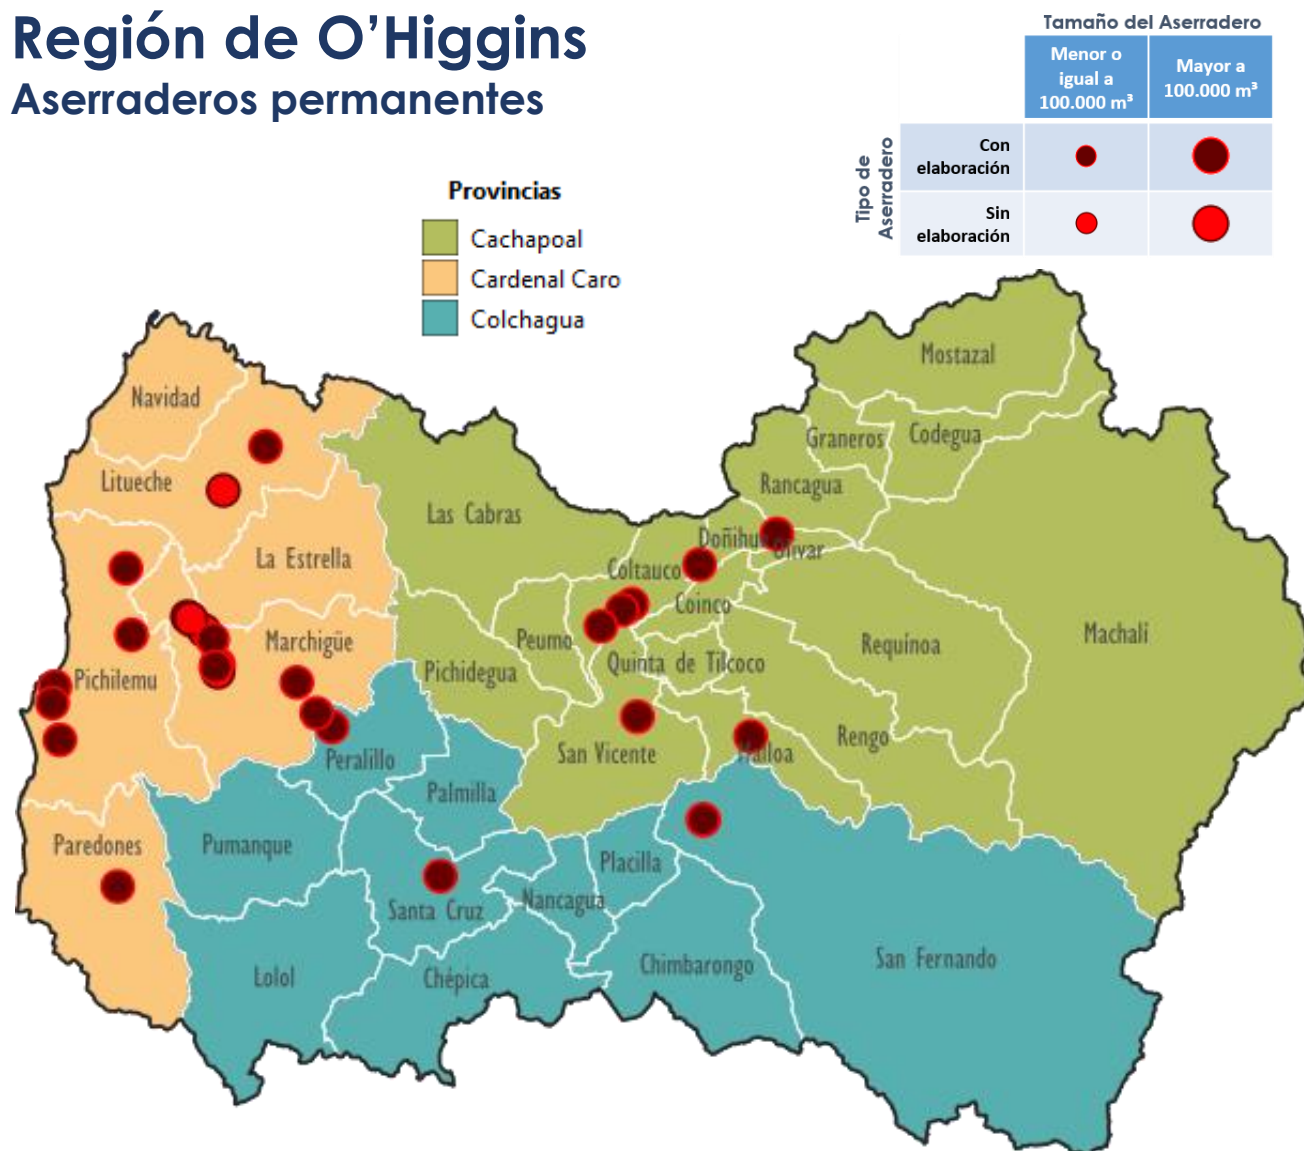 Región de O’Higgins
Aserraderos permanentes
Tamaño del Aserradero
Menor o
igual a
100.000 m³
Mayor a
100.000 m³
Tipo de
Aserradero
Con
elaboración
Sin
elaboración
Provincias
Cachapoal
Cardenal Caro
Colchagua
Mostazal
Navidad
Graneros
Codegua
Litueche
Rancagua
Las Cabras
Doñihue
Olivar
La Estrella
Coltauco
Coinco
Marchigüe
Peumo
Requínoa
Machalí
Pichilemu
Pichidegua
Quinta de Tilcoco
San Vicente
Malloa
Rengo
Peralillo
Palmilla
Paredones
Pumanque
Placilla
Santa Cruz
Nancagua
Lolol
Chépica
Chimbarongo
San Fernando